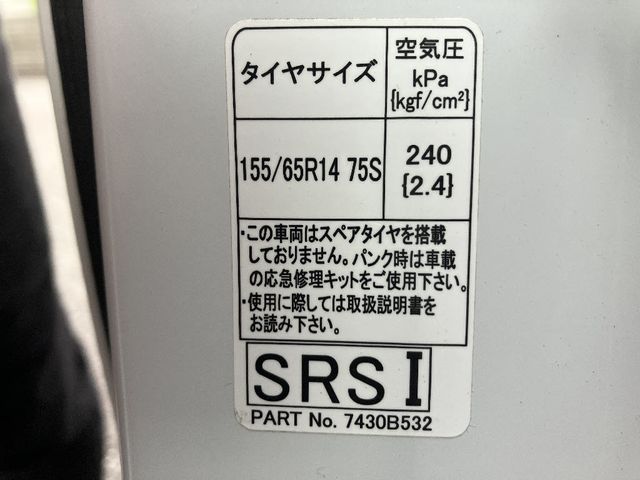 タイヤサイズ
空気圧
kPa
{kgf/cm²}
155/65R14 75S
240
{2.4}
・この車両はスペアタイヤを搭載
しておりません。パンク時は車載
の応急修理キットをご使用下さい。
・使用に際しては取扱説明書を
お読み下さい。
SRS I
PART No. 7430B532